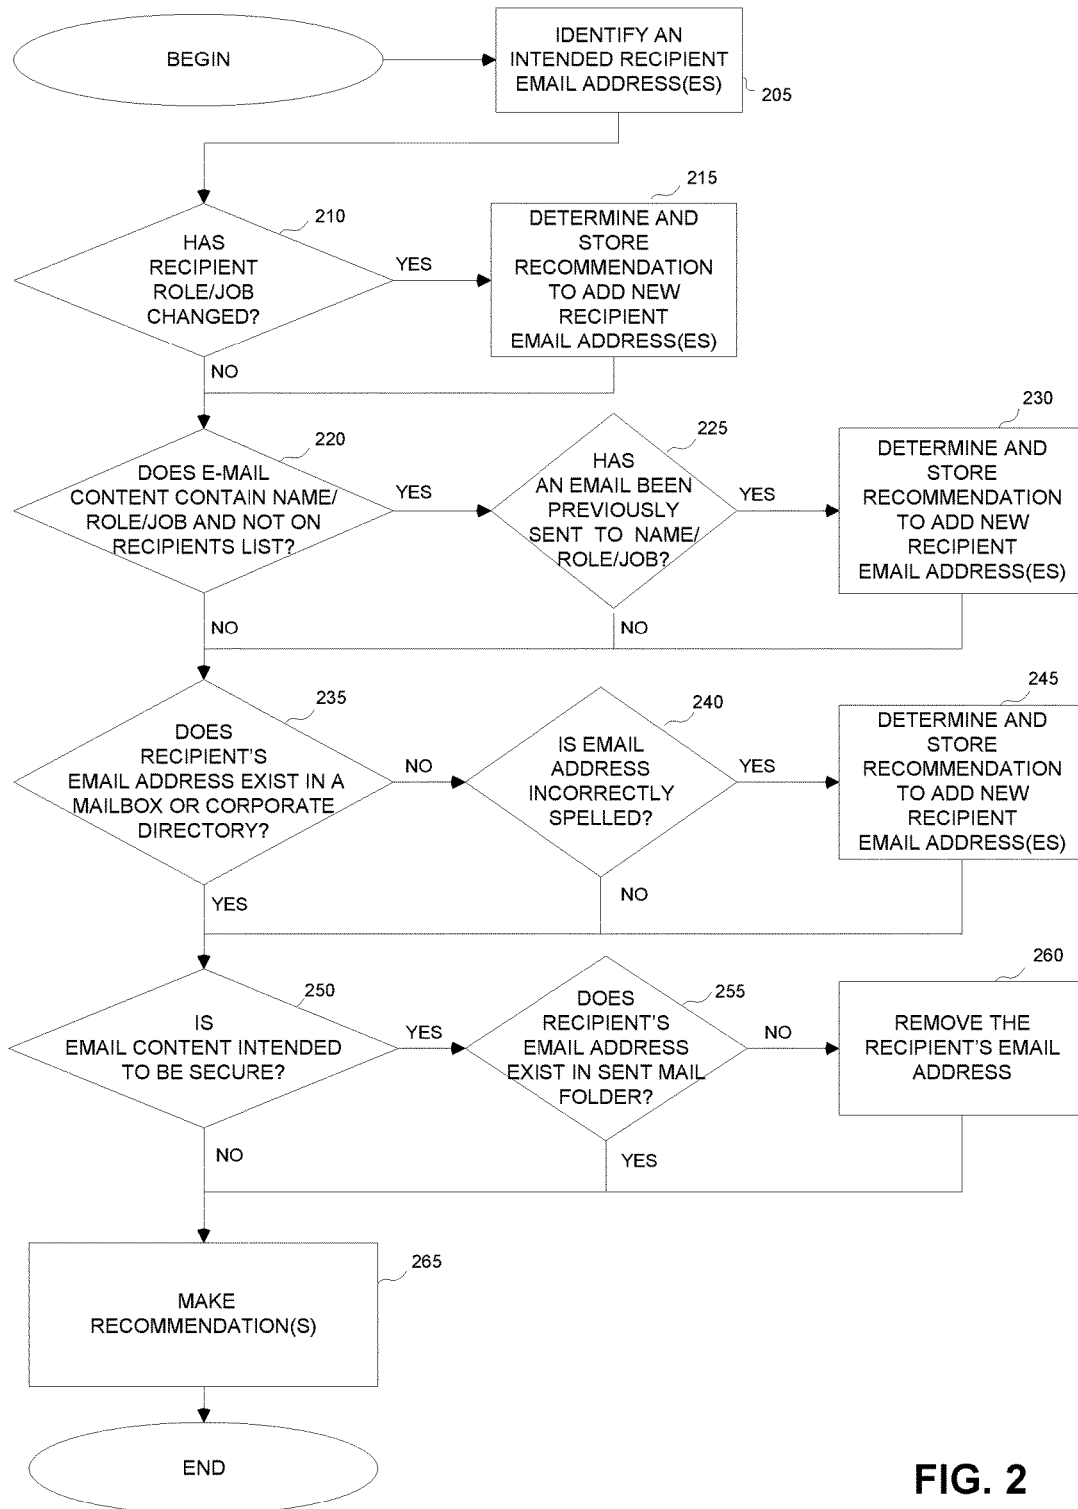 BEGIN
IDENTIFY AN
INTENDED RECIPIENT
EMAIL ADDRESS(ES)
205
210
HAS
RECIPIENT
ROLE/JOB
CHANGED?
YES
NO
215
DETERMINE AND
STORE
RECOMMENDATION
TO ADD NEW
RECIPIENT
EMAIL ADDRESS(ES)
220
DOES E-MAIL
CONTENT CONTAIN NAME/
ROLE/JOB AND NOT ON
RECIPIENTS LIST?
YES
NO
225
HAS
AN EMAIL BEEN
PREVIOUSLY
SENT TO NAME/
ROLE/JOB?
YES
NO
230
DETERMINE AND
STORE
RECOMMENDATION
TO ADD NEW
RECIPIENT
EMAIL ADDRESS(ES)
235
DOES
RECIPIENT'S
EMAIL ADDRESS EXIST IN A
MAILBOX OR CORPORATE
DIRECTORY?
NO
YES
240
IS EMAIL
ADDRESS
INCORRECTLY
SPELLED?
YES
NO
245
DETERMINE AND
STORE
RECOMMENDATION
TO ADD NEW
RECIPIENT
EMAIL ADDRESS(ES)
250
IS
EMAIL CONTENT INTENDED
TO BE SECURE?
YES
NO
255
DOES
RECIPIENT'S
EMAIL ADDRESS
EXIST IN SENT MAIL
FOLDER?
NO
YES
260
REMOVE THE
RECIPIENT'S EMAIL
ADDRESS
265
MAKE
RECOMMENDATION(S)
END
FIG. 2